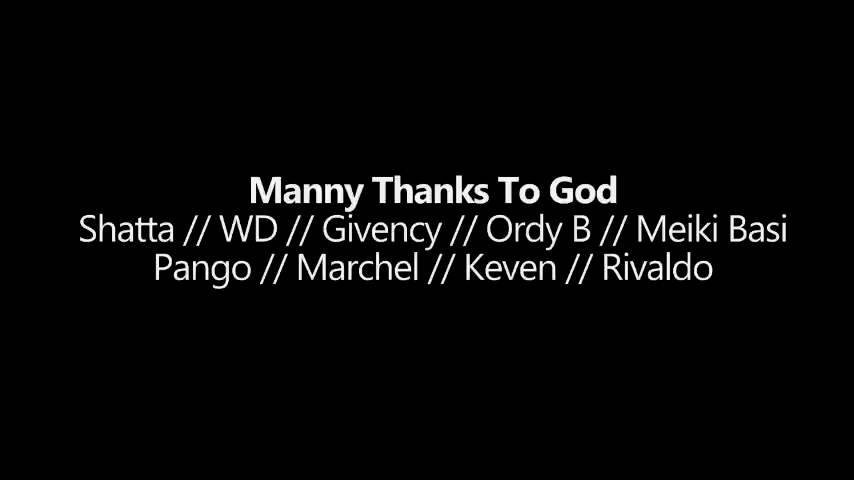 Manny Thanks To God
Shatta // WD // Givency // Ordy B // Meiki Basi
Pango // Marchel // Keven // Rivaldo